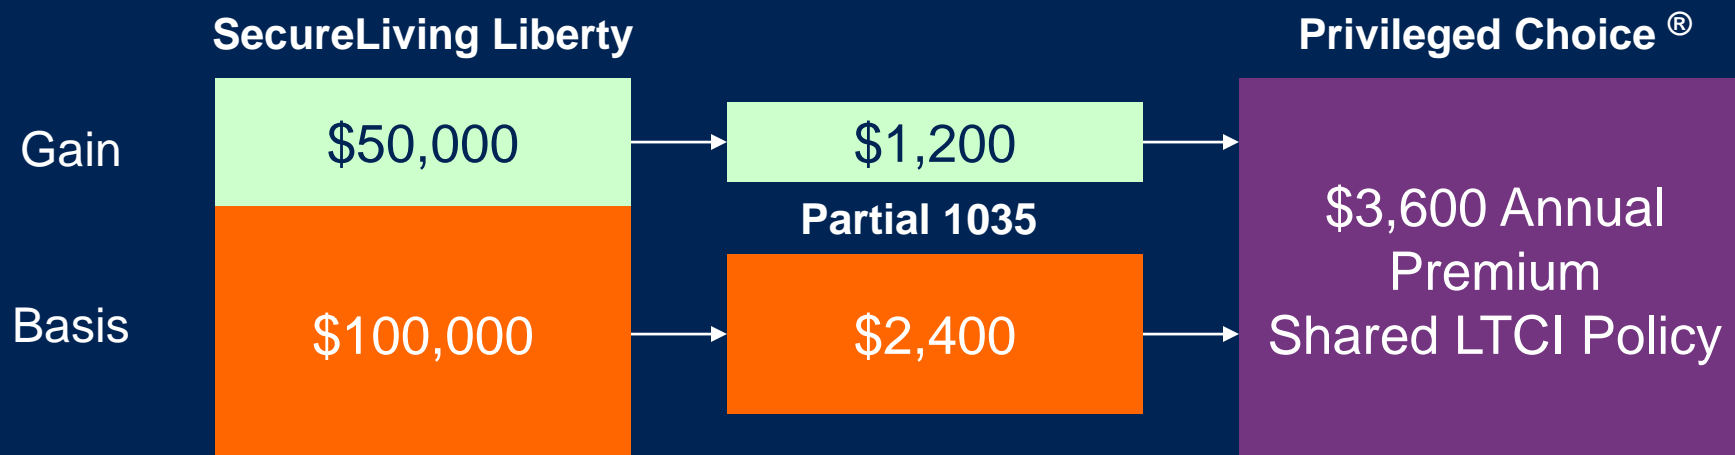 SecureLiving Liberty
Privileged Choice ®
Gain
$50,000
$1,200
Partial 1035
Basis
$100,000
$2,400
$3,600 Annual
Premium
Shared LTCI Policy